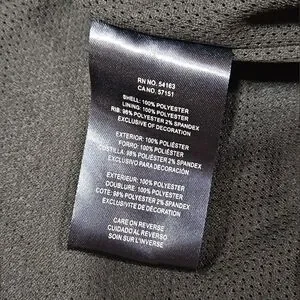 RN NO. 54163
CA NO. 57151
SHELL: 100% POLYESTER
LINING: 100% POLYESTER
RIB: 98% POLYESTER 2% SPANDEX
EXCLUSIVE OF DECORATION
EXTERIOR: 100% POLIÉSTER
FORRO: 100% POLIÉSTER
COSTILLA: 98% POLIÉSTER 2% SPANDEX
EXCLUSIVO PARA DECORACIÓN
EXTÉRIEUR: 100% POLYESTER
DOUBLURE: 100% POLYESTER
COTE: 98% POLYESTER 2% SPANDEX
EXCLUSIVITÉ DE DÉCORATION
CARE ON REVERSE
CUIDADO AL REVERSO
SOIN SUR L'INVERSE